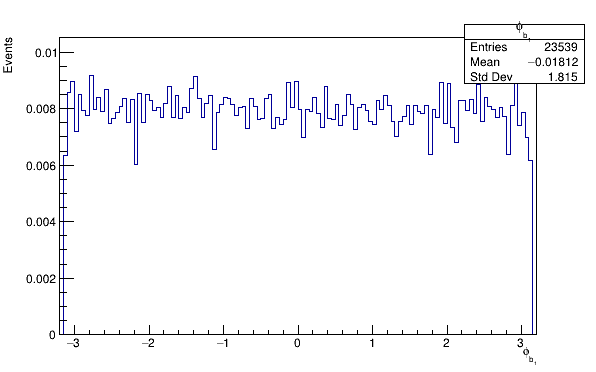 ϕ_b₁
Entries 23539
Mean −0.01812
Std Dev 1.815
Events
0.01
0.008
0.006
0.004
0.002
0
−3 −2 −1 0 1 2 3
ϕ_b₁